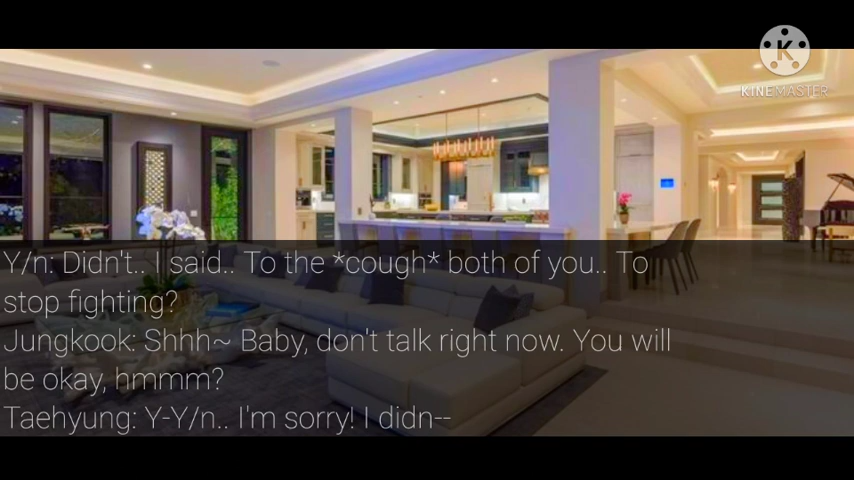 KINEMASTER
Y/n: Didn't.. I said.. To the *cough* both of you.. To
stop fighting?
Jungkook: Shhh~ Baby, don't talk right now. You will
be okay, hmmm?
Taehyung: Y-Y/n.. I'm sorry! I didn--